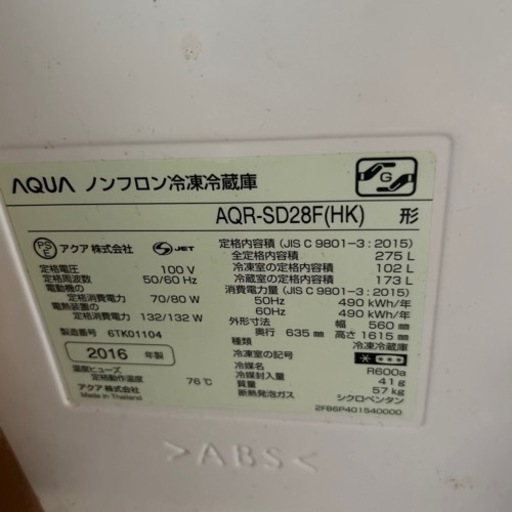 AQUA ノンフロン冷凍冷蔵庫
G
AQR-SD28F(HK) 形
PSE アクア 株式会社 S JET
定格電圧 100 V
定格周波数 50/60 Hz
電動機の
定格消費電力 70/80 W
電熱装置の
定格消費電力 132/132 W
製造番号 6TK01104
2016 年製
温度ヒューズ
定格動作温度 76℃
アクア 株式会社
Made in Thailand
定格内容積 (JIS C 9801-3 : 2015)
全定格内容積 275 L
冷凍室の定格内容積 102 L
冷蔵室の定格内容積 173 L
消費電力量 (JIS C 9801-3 : 2015)
50Hz 490 kWh/年
60Hz 490 kWh/年
外形寸法 幅 560 mm
奥行 635 mm 高さ 1615 mm
種類 冷凍冷蔵庫
冷凍室の記号
冷媒名 R600a
冷媒封入量 41 g
質量 57 kg
断熱発泡ガス シクロペンタン
2FB6P401540000
>ABS<